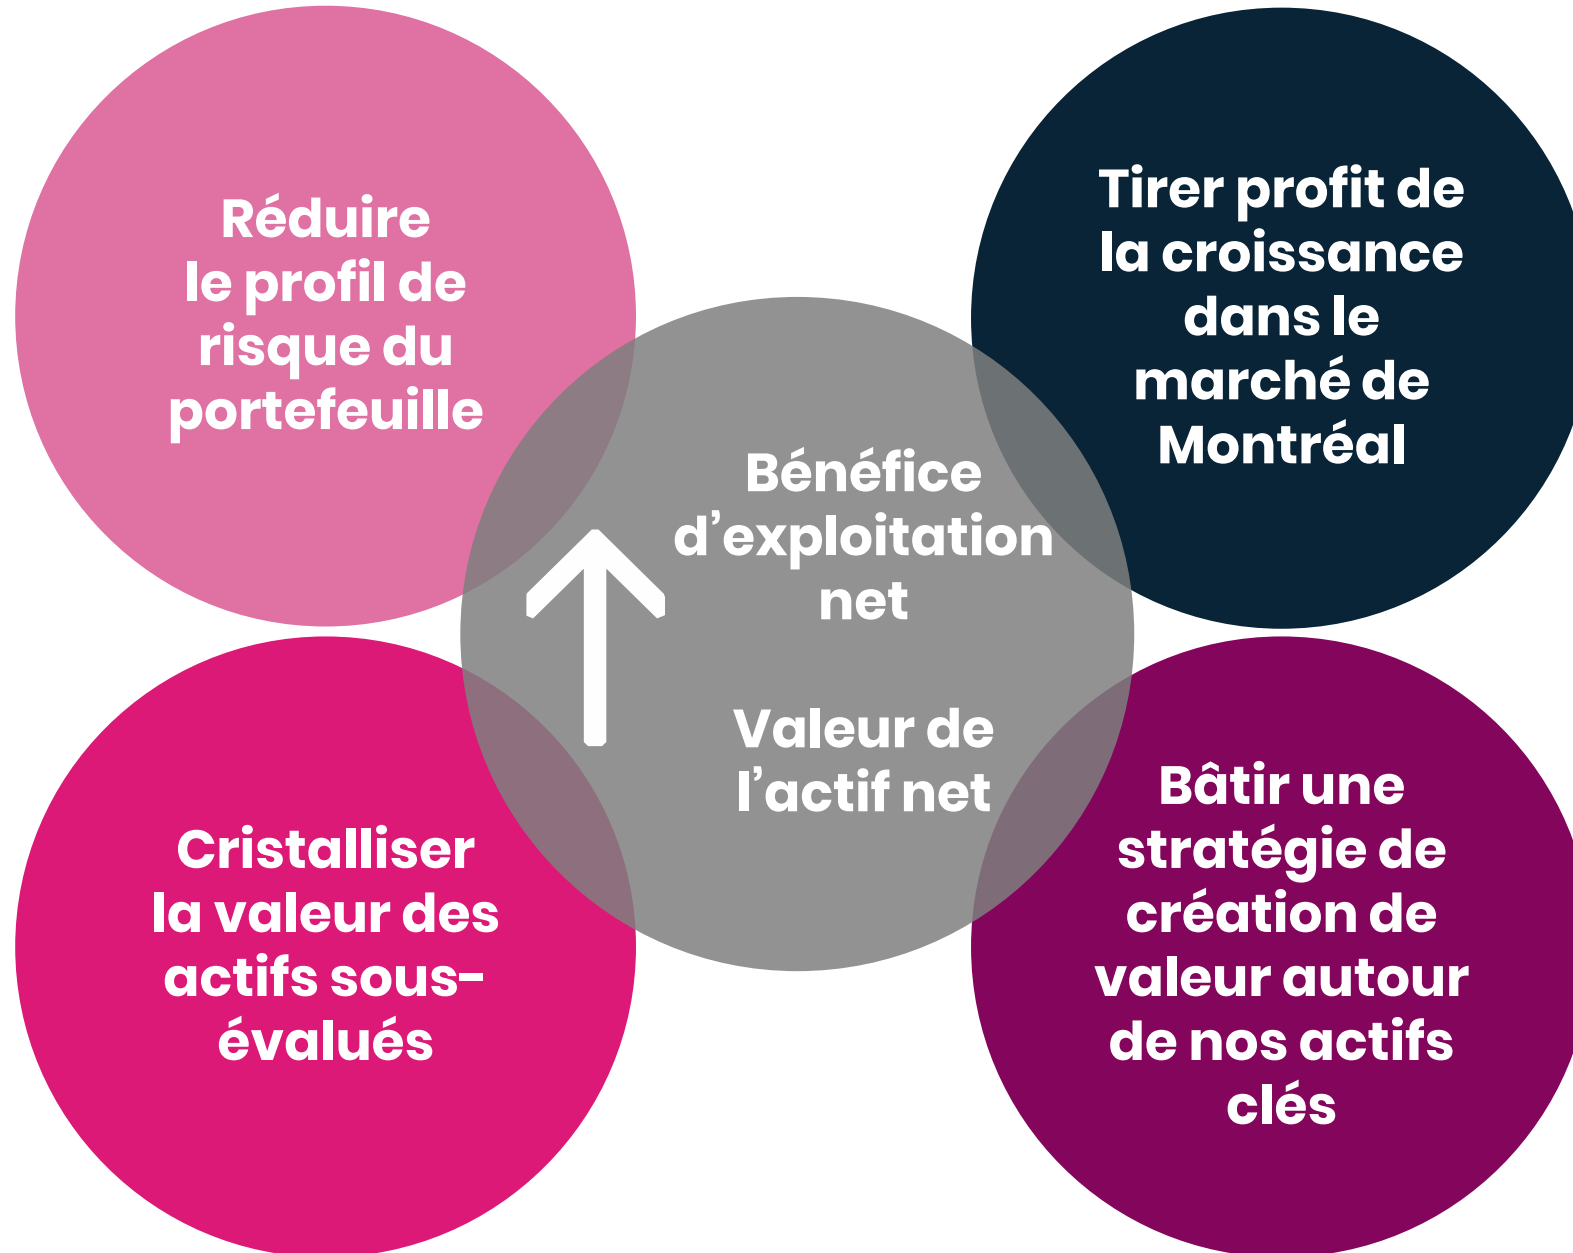 Réduire
le profil de
risque du
portefeuille
Tirer profit de
la croissance
dans le
marché de
Montréal
Bénéfice
d’exploitation
net
Valeur de
l’actif net
Cristalliser
la valeur des
actifs sous-
évalués
Bâtir une
stratégie de
création de
valeur autour
de nos actifs
clés